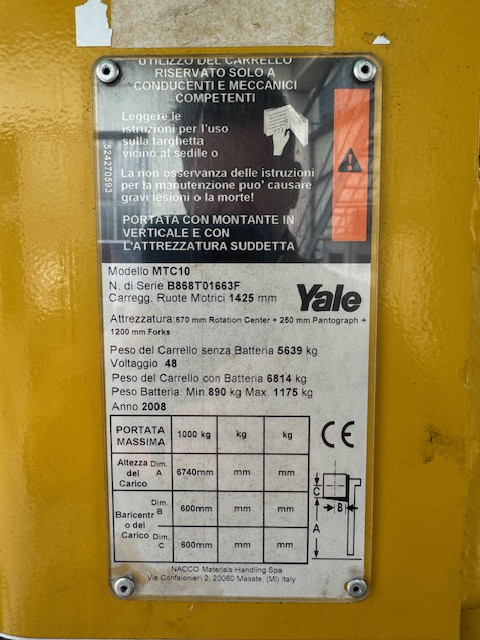 UTILIZZO DEL CARRELLO
RISERVATO SOLO A
CONDUCENTI E MECCANICI
COMPETENTI
Leggere le
istruzioni per l'uso
sulla targhetta
vicino al sedile o
La non osservanza delle istruzioni
per la manutenzione puo' causare
gravi lesioni o la morte!
PORTATA CON MONTANTE IN
VERTICALE E CON
L'ATTREZZATURA SUDDETTA
524270593
Modello MTC10
N. di Serie B868T01663F
Carregg. Ruote Motrici 1425 mm
Yale
Attrezzatura:670 mm Rotation Center + 250 mm Pantograph +
1200 mm Forks
Peso del Carrello senza Batteria 5639 kg
Voltaggio 48
Peso del Carrello con Batteria 6814 kg
Peso Batteria: Min 890 kg Max. 1175 kg
Anno 2008
PORTATA MASSIMA 1000 kg kg kg
Altezza del Carico Dim. A 6740mm mm mm
Baricentro del Carico Dim. B 600mm mm mm
Dim. C 600mm mm mm
CE
C
B
A
NACCO Materials Handling Spa
Via Confalonieri 2, 20060 Masate, (MI) Italy